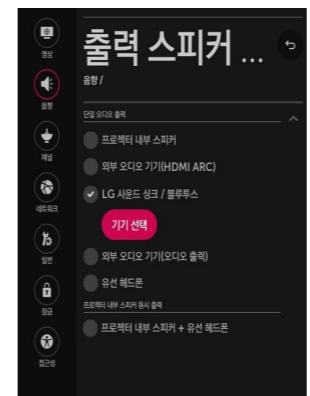 영상
음향
채널
네트워크
일반
잠금
접근성
출력 스피커 ...
음향 /
단일 오디오 출력
프로젝터 내부 스피커
외부 오디오 기기(HDMI ARC)
LG 사운드 싱크 / 블루투스
기기 선택
외부 오디오 기기(오디오 출력)
유선 헤드폰
프로젝터 내부 스피커 동시 출력
프로젝터 내부 스피커 + 유선 헤드폰